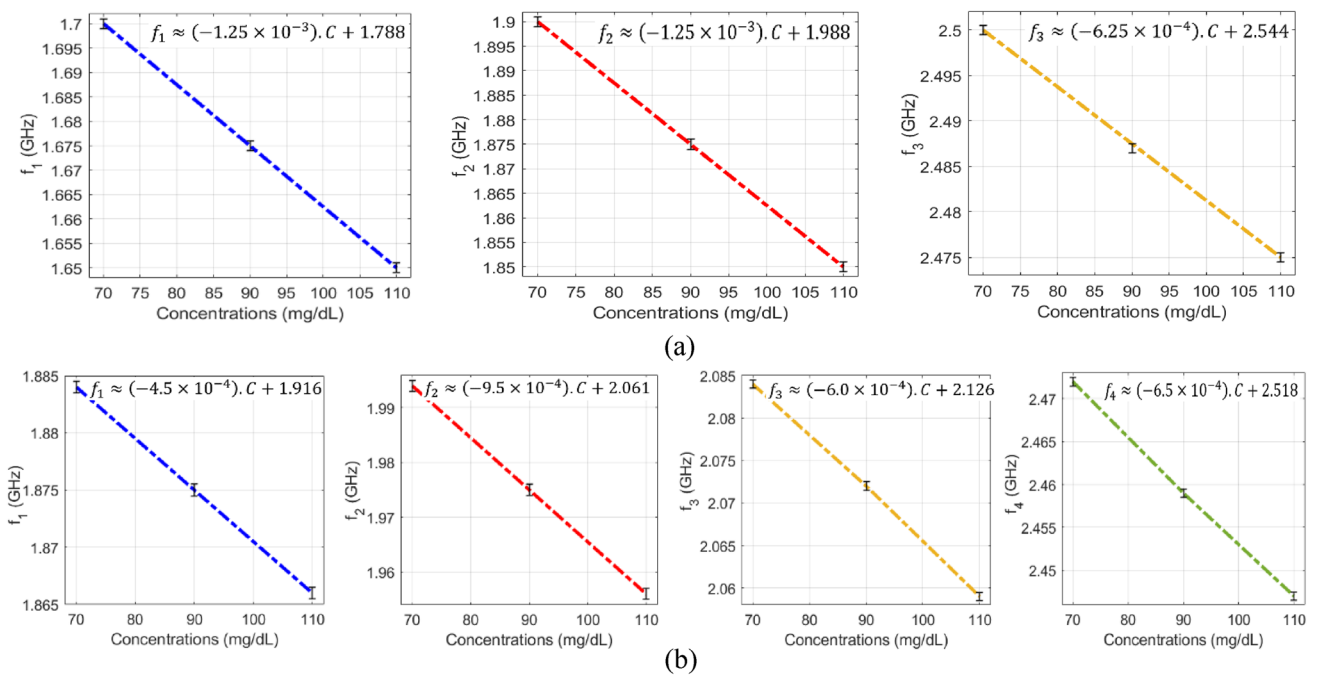 f₁ ≈ (−1.25 × 10⁻³). C + 1.788
1.7
1.695
1.69
1.685
1.68
1.675
1.67
1.665
1.66
1.655
1.65
f₁ (GHz)
70 75 80 85 90 95 100 105 110
Concentrations (mg/dL)
f₂ ≈ (−1.25 × 10⁻³). C + 1.988
1.9
1.895
1.89
1.885
1.88
1.875
1.87
1.865
1.86
1.855
1.85
f₂ (GHz)
70 75 80 85 90 95 100 105 110
Concentrations (mg/dL)
f₃ ≈ (−6.25 × 10⁻⁴). C + 2.544
2.5
2.495
2.49
2.485
2.48
2.475
f₃ (GHz)
70 75 80 85 90 95 100 105 110
Concentrations (mg/dL)
(a)
f₁ ≈ (−4.5 × 10⁻⁴). C + 1.916
1.885
1.88
1.875
1.87
1.865
f₁ (GHz)
70 80 90 100 110
Concentrations (mg/dL)
f₂ ≈ (−9.5 × 10⁻⁴). C + 2.061
1.99
1.98
1.97
1.96
f₂ (GHz)
70 80 90 100 110
Concentrations (mg/dL)
f₃ ≈ (−6.0 × 10⁻⁴). C + 2.126
2.085
2.08
2.075
2.07
2.065
2.06
f₃ (GHz)
70 80 90 100 110
Concentrations (mg/dL)
f₄ ≈ (−6.5 × 10⁻⁴). C + 2.518
2.47
2.465
2.46
2.455
2.45
f₄ (GHz)
70 80 90 100 110
Concentrations (mg/dL)
(b)